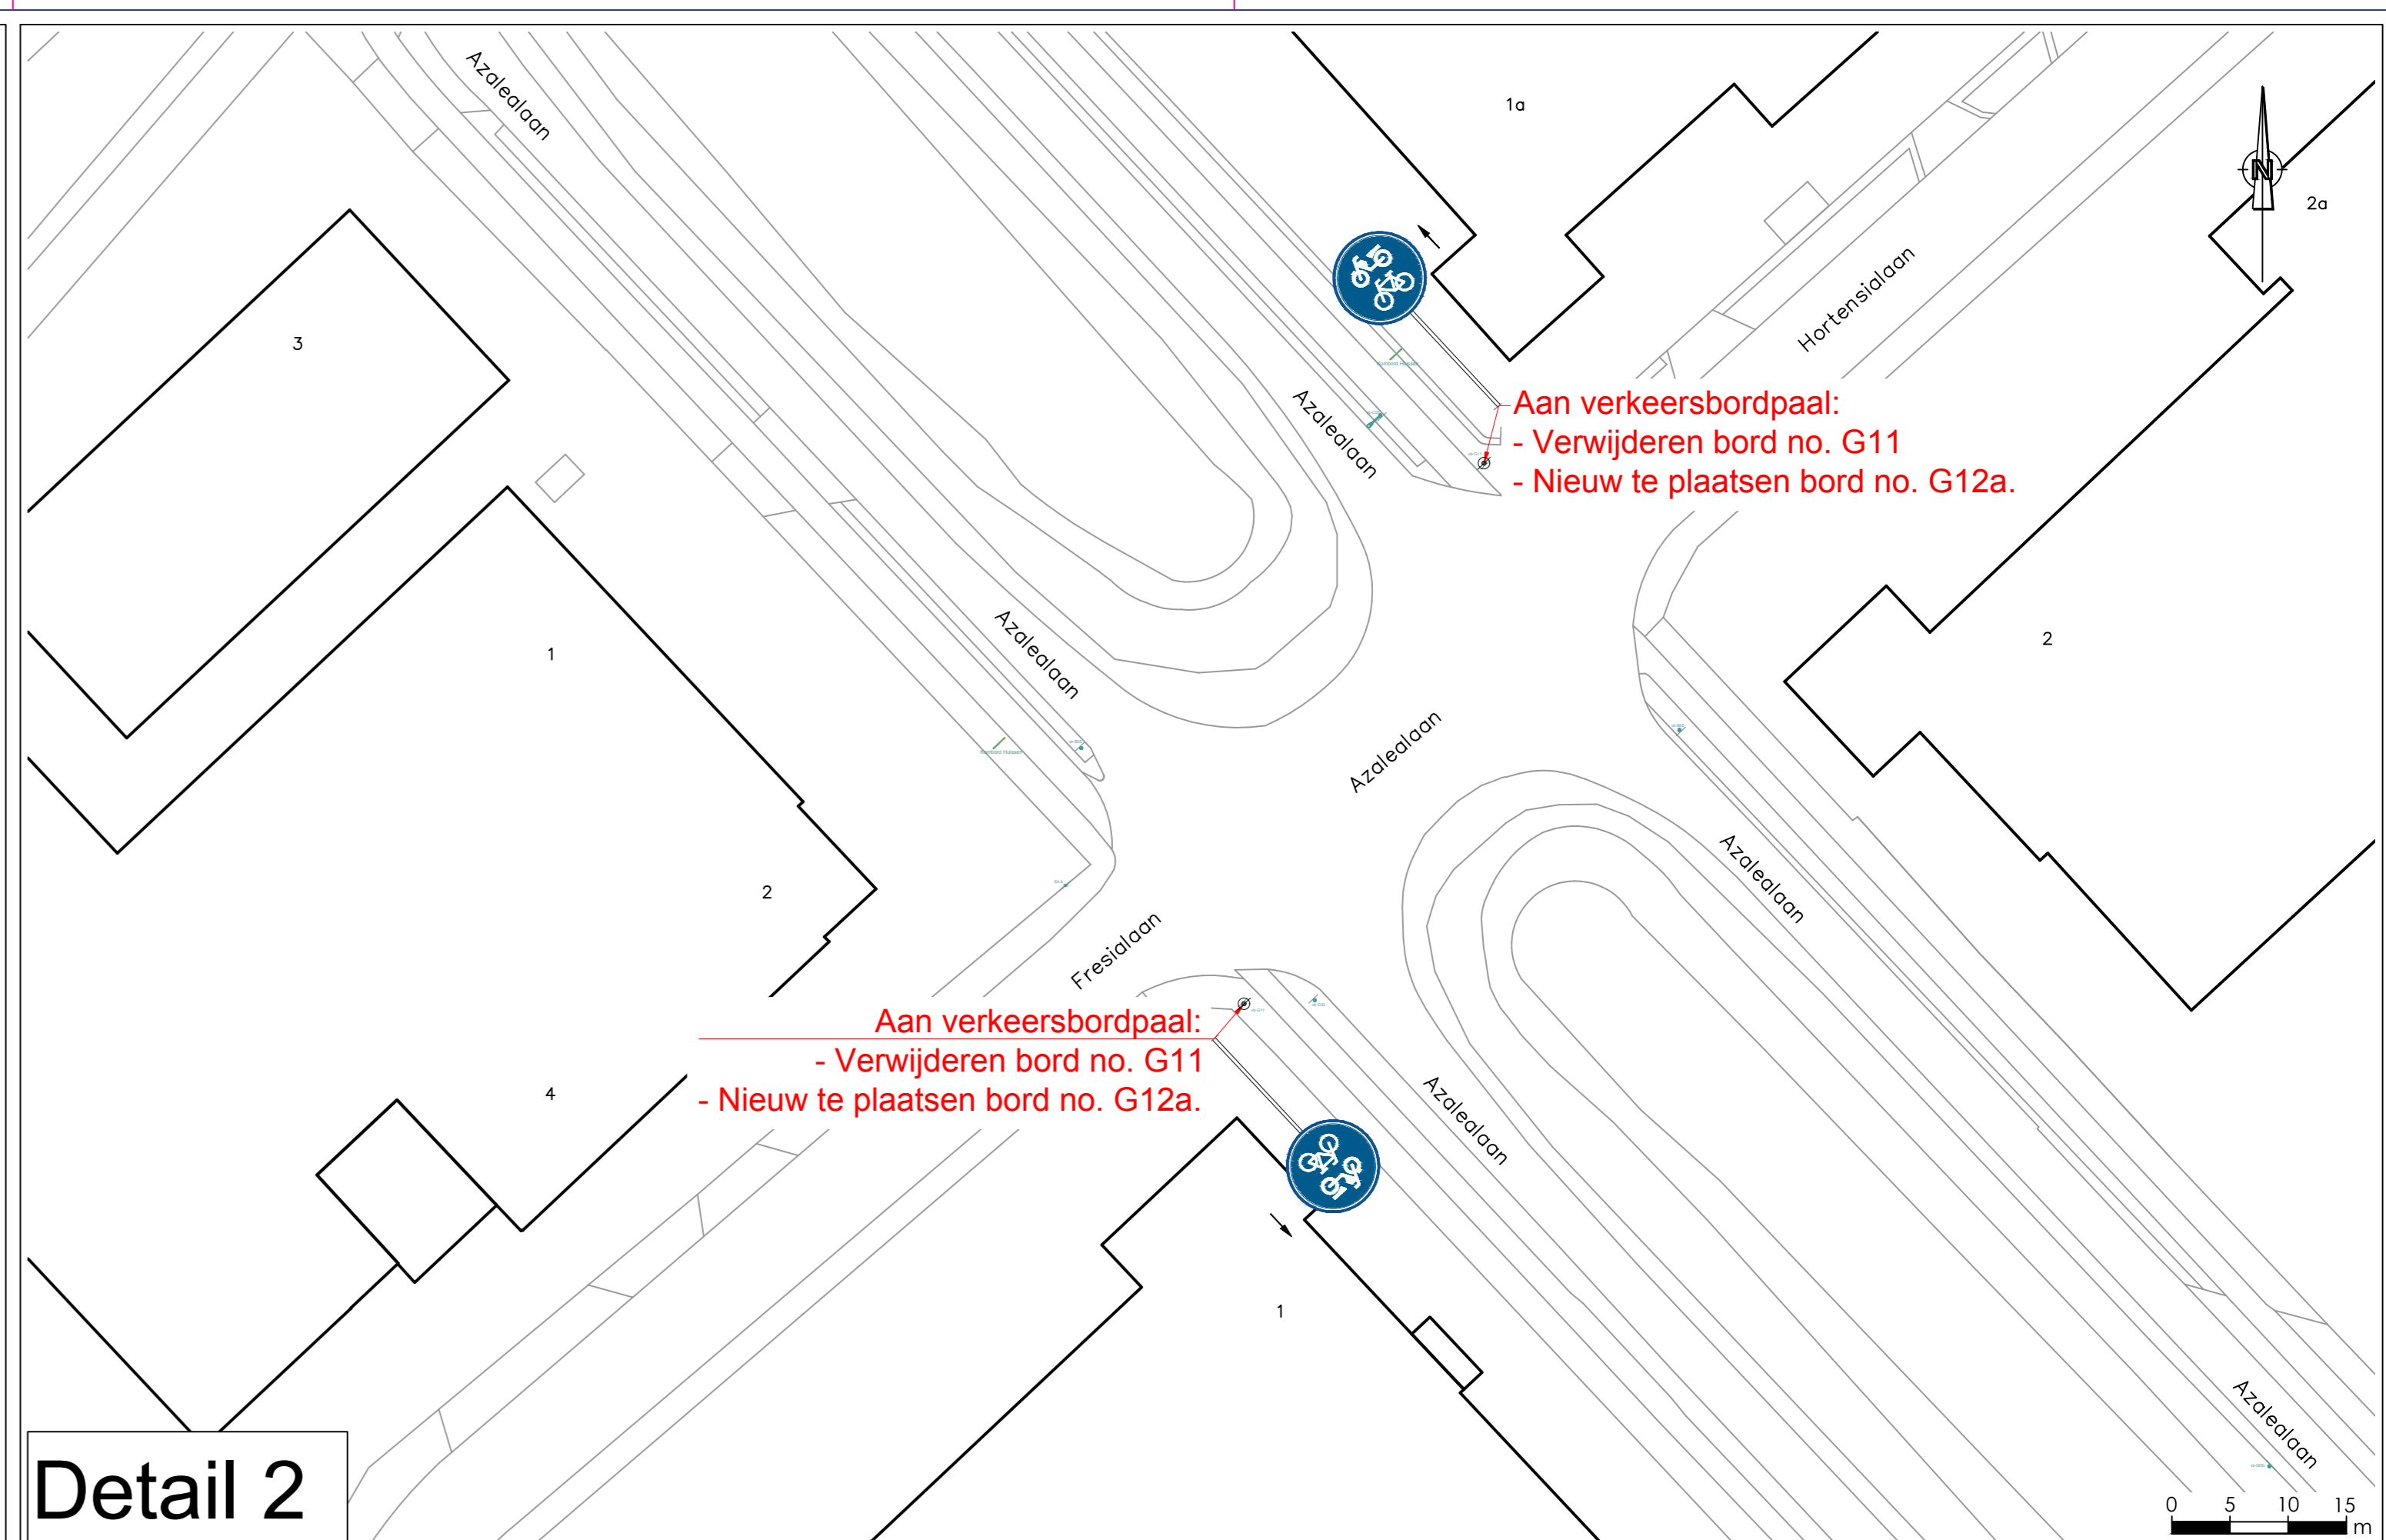 Azalealaan
1a
N
2a
Hortensialaan
3
Azalealaan
Aan verkeersbordpaal:
- Verwijderen bord no. G11
- Nieuw te plaatsen bord no. G12a.
1
Azalealaan
2
Azalealaan
Azalealaan
2
Fresialaan
Aan verkeersbordpaal:
- Verwijderen bord no. G11
- Nieuw te plaatsen bord no. G12a.
4
Azalealaan
1
Azalealaan
Detail 2
0 5 10 15
m